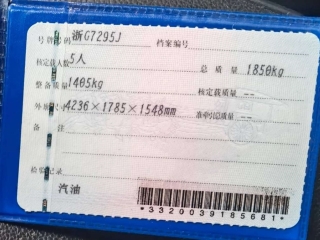 号牌号码 浙G7295J 档案编号
核定载人数 5人 总质量 1850kg
整备质量 1405kg 核定载质量 --
外廓尺寸 4236×1785×1548mm 准牵引总质量 --
备注
检验记录
汽油
*3320039185681*